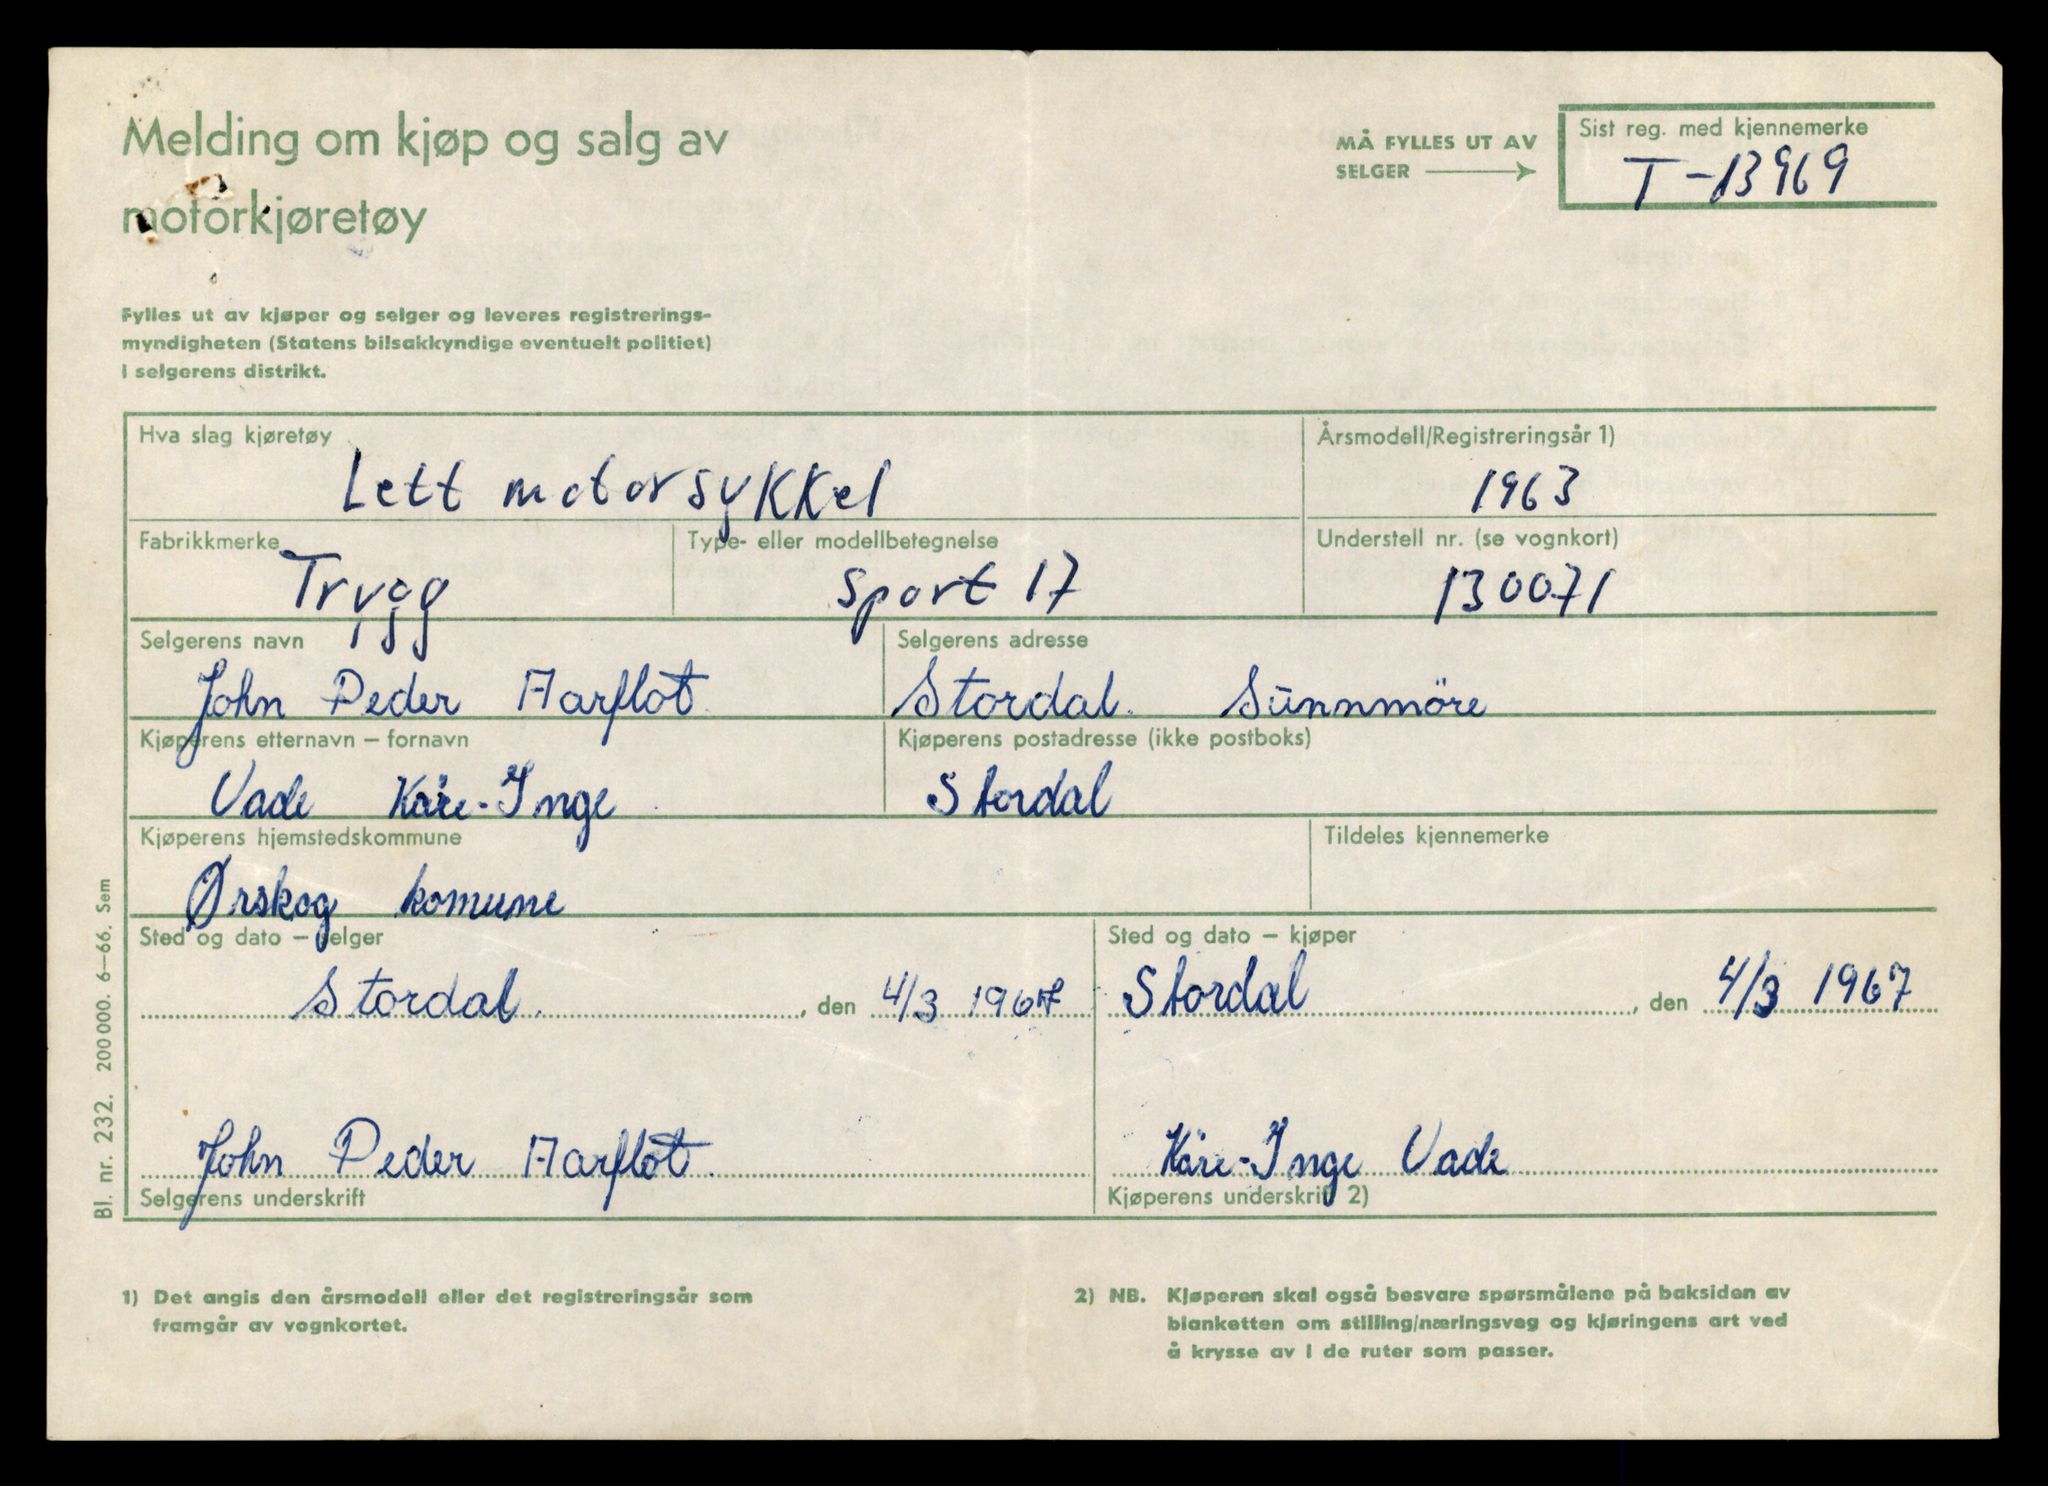 Melding om kjøp og salg av
motorkjøretøy
MÅ FYLLES UT AV
SELGER
Sist reg. med kjennemerke
T-13969
Fylles ut av kjøper og selger og leveres registrerings-
myndigheten (Statens bilsakkyndige eventuelt politiet)
i selgerens distrikt.
Hva slag kjøretøy
Lett motorsykkel
Årsmodell/Registreringsår 1)
1963
Fabrikkmerke
Trygg
Type- eller modellbetegnelse
Sport 17
Understell nr. (se vognkort)
130071
Selgerens navn
John Peder Aarflot
Selgerens adresse
Stordal. Sunnmöre
Kjøperens etternavn – fornavn
Vade Kåre-Inge
Kjøperens postadresse (ikke postboks)
Stordal
Kjøperens hjemstedskommune
Ørskog komune
Tildeles kjennemerke
Sted og dato – selger
Stordal. , den 4/3 1967
Sted og dato – kjøper
Stordal , den 4/3 1967
John Peder Aarflot.
Selgerens underskrift
Kåre-Inge Vade
Kjøperens underskrift 2)
Bl. nr. 232. 200 000. 6–66. Sem
1) Det angis den årsmodell eller det registreringsår som
framgår av vognkortet.
2) NB. Kjøperen skal også besvare spørsmålene på baksiden av
blanketten om stilling/næringsveg og kjøringens art ved
å krysse av i de ruter som passer.